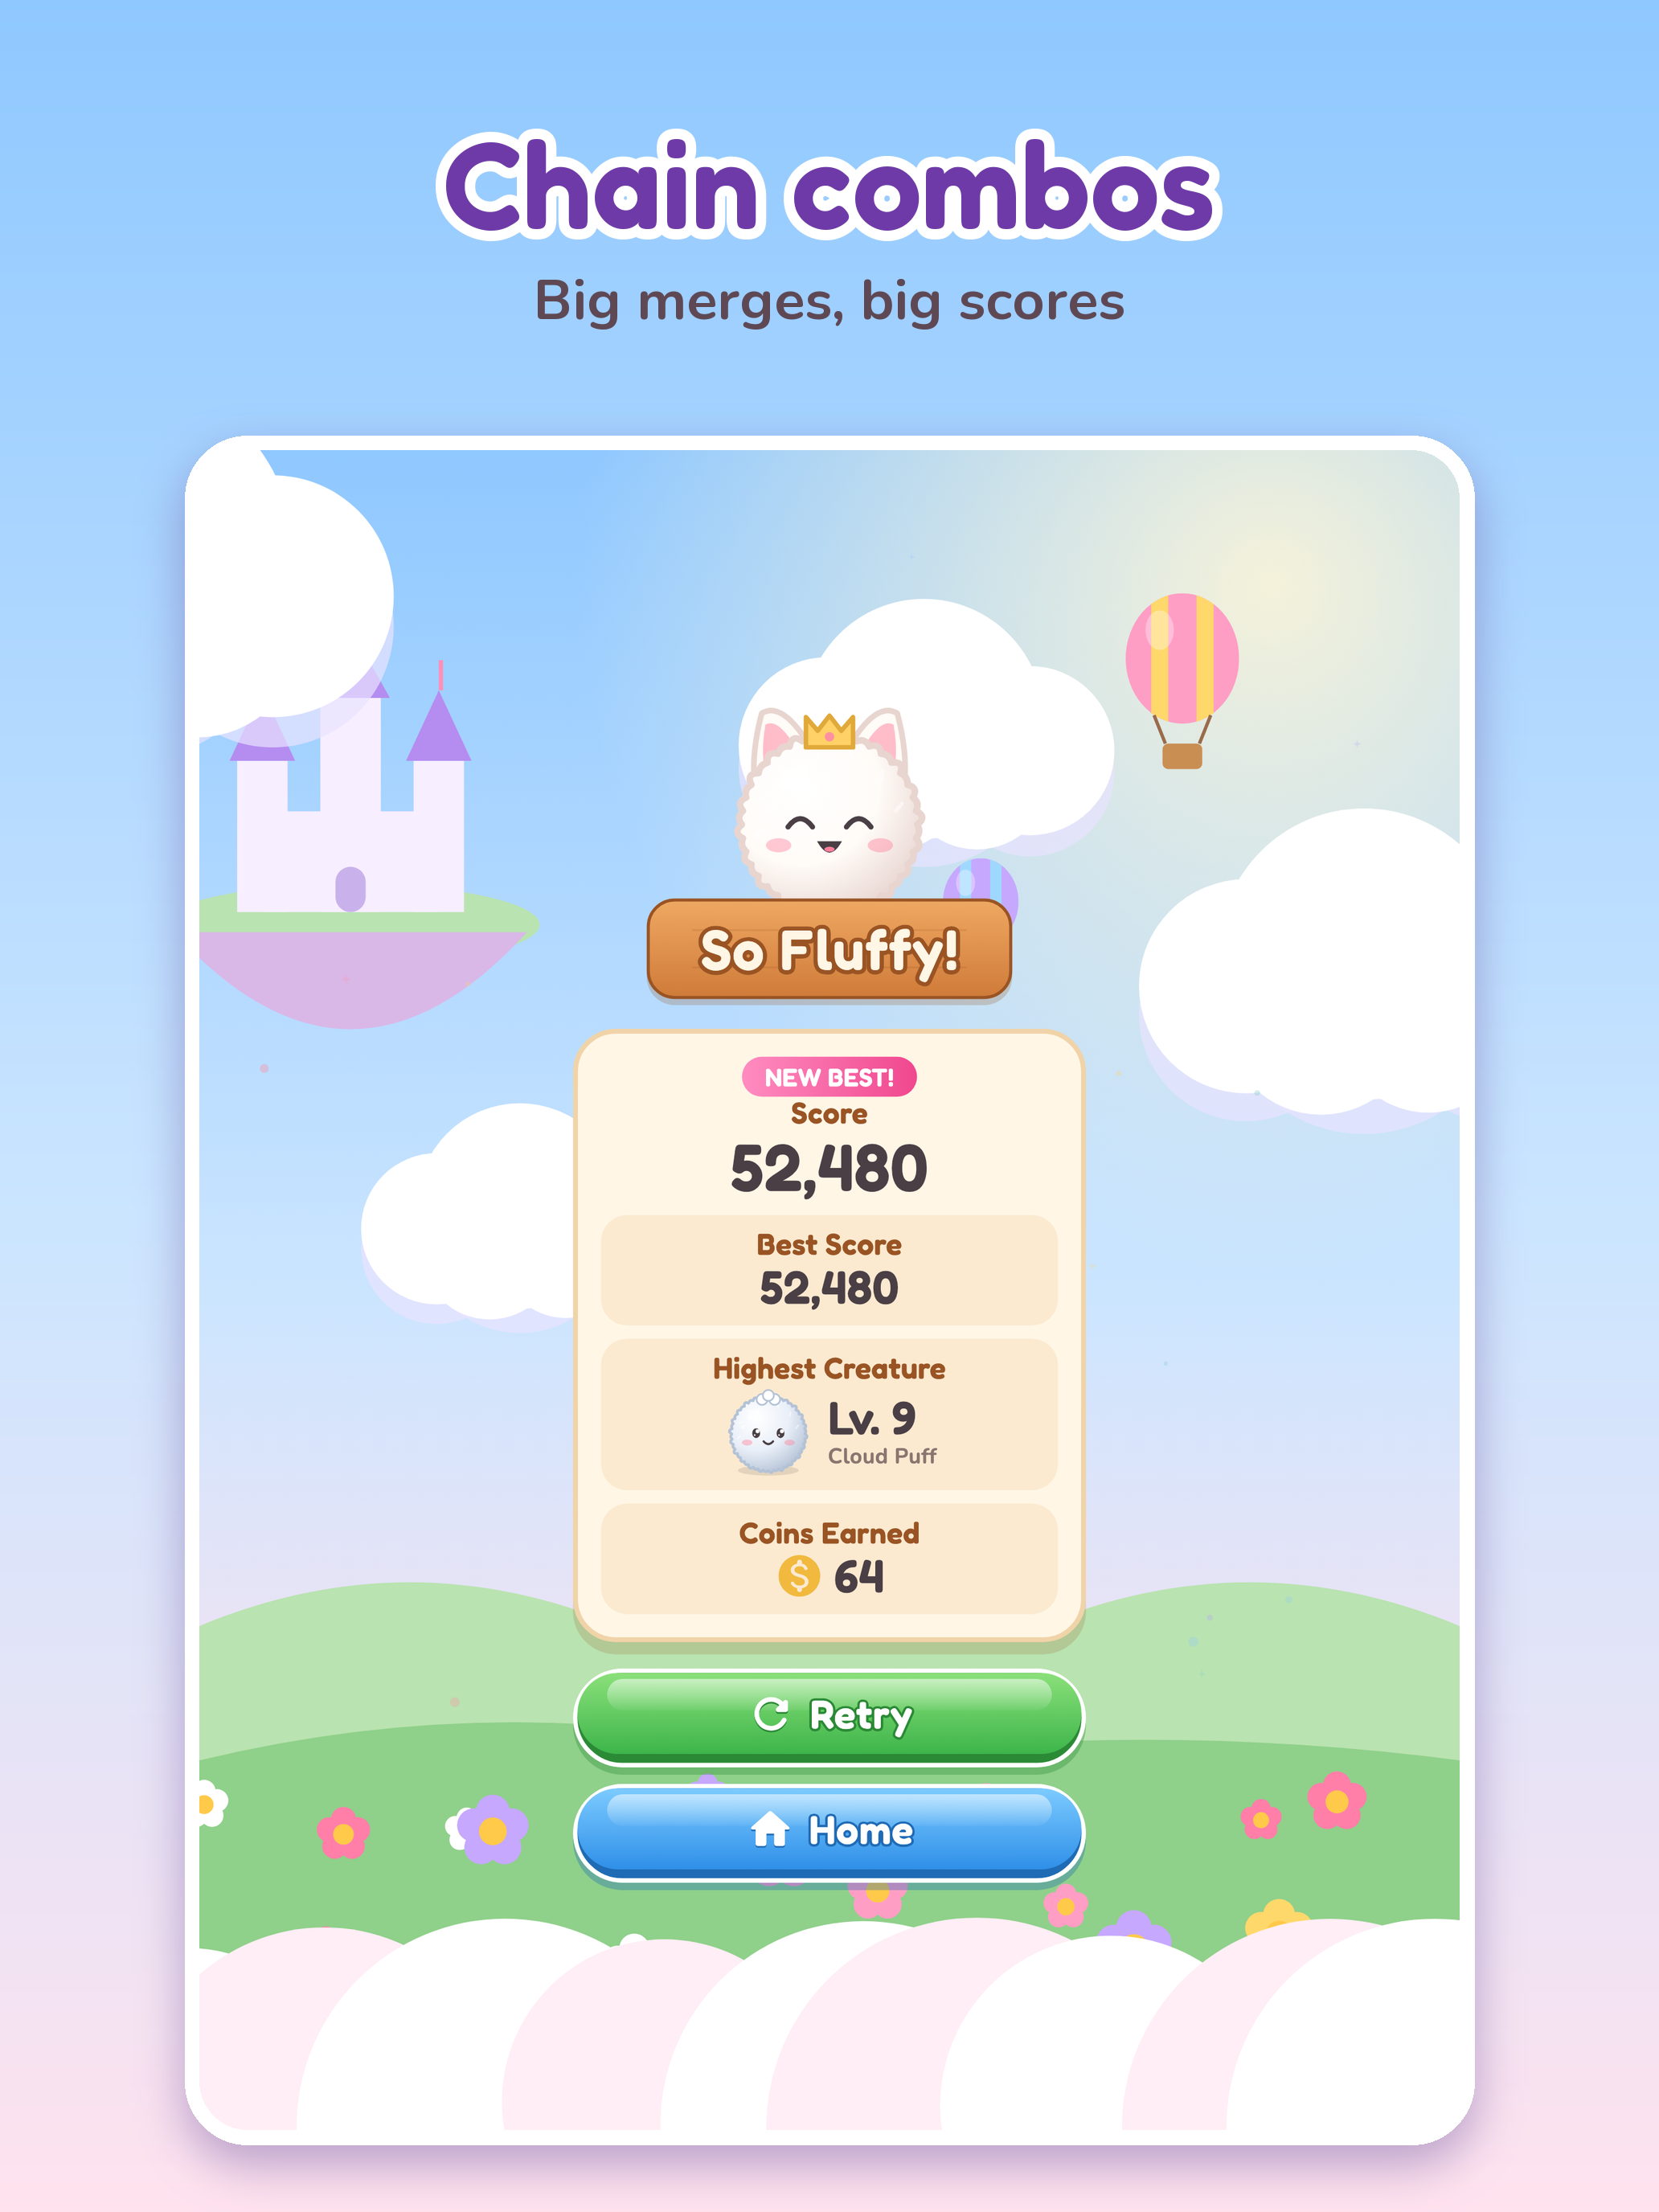 Chain combos
Big merges, big scores
So Fluffy!
NEW BEST!
Score
52,480
Best Score
52,480
Highest Creature
Lv. 9
Cloud Puff
Coins Earned
$ 64
Retry
Home